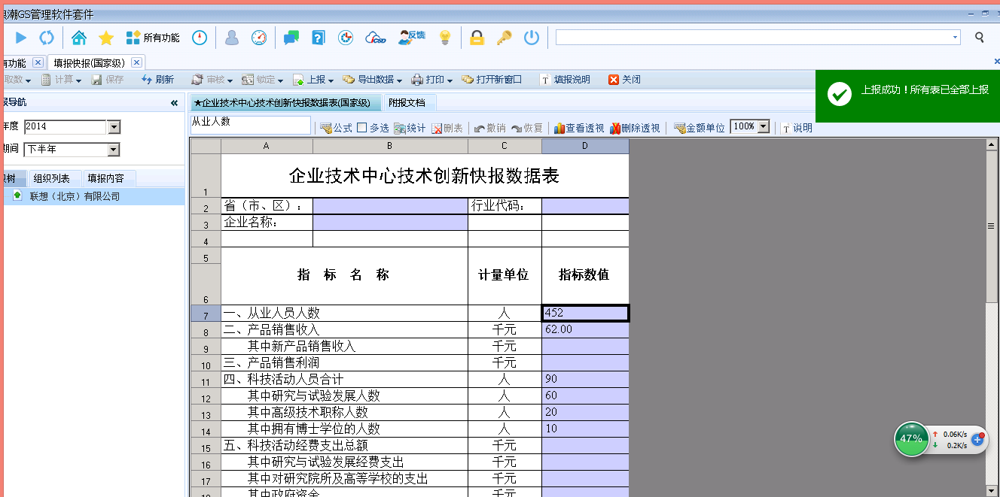 浪潮GS管理软件套件
所有功能
反馈
有功能
填报快报(国家级)
取数 计算 保存 刷新 审核 锁定 上报 导出数据 打印 打开新窗口 T 填报说明 关闭
上报成功！所有表已全部上报
报导航 «
★企业技术中心技术创新快报数据表(国家级) 附报文档
年度 2014
从业人数
公式 多选 统计 删表 撤销 恢复 查看透视 删除透视 金额单位 100% T 说明
期间 下半年
织树 组织列表 填报内容
联想（北京）有限公司
A B C D
1 企业技术中心技术创新快报数据表
2 省（市、区）： 行业代码：
3 企业名称：
4
5
6 指 标 名 称 计量单位 指标数值
7 一、从业人员人数 人 452
8 二、产品销售收入 千元 62.00
9 其中新产品销售收入 千元
10 三、产品销售利润 千元
11 四、科技活动人员合计 人 90
12 其中研究与试验发展人数 人 60
13 其中高级技术职称人数 人 20
14 其中拥有博士学位的人数 人 10
15 五、科技活动经费支出总额 千元
16 其中研究与试验发展经费支出 千元
17 其中对研究院所及高等学校的支出 千元
18 其中政府资金 千元
47%
0.06K/s
0.2K/s